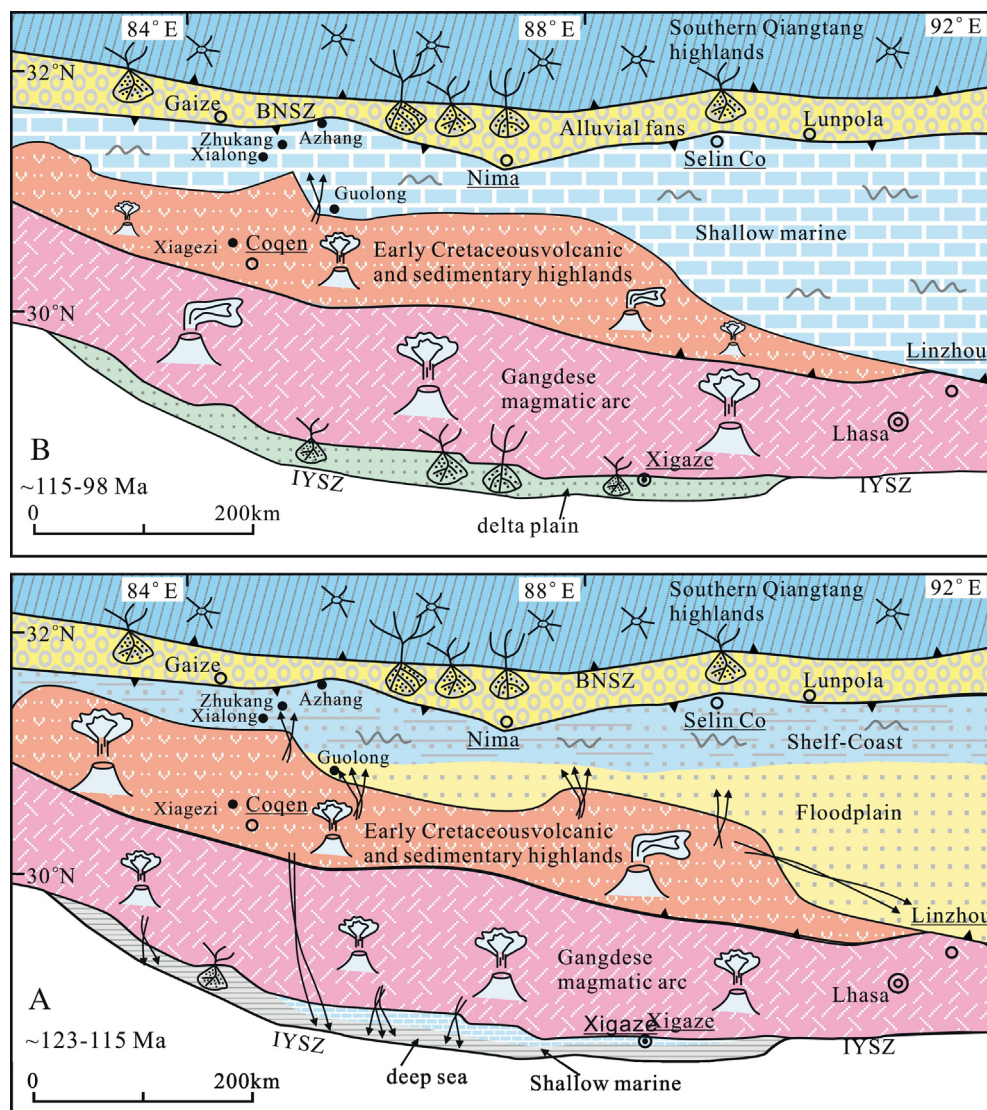 84°E
88°E
92°E
Southern Qiangtang
highlands
32°N
Gaize
BNSZ
Azhang
Alluvial fans
Lunpola
Zhukang
Xialong
Nima
Selin Co
Guolong
Shallow marine
Xiagezi
Coqen
Early Cretaceousvolcanic
and sedimentary highlands
30°N
Linzhou
Gangdese
magmatic arc
Lhasa
B
Xigaze
IYSZ
IYSZ
~115-98 Ma
0
200km
delta plain
84°E
88°E
92°E
Southern Qiangtang
highlands
32°N
Gaize
BNSZ
Lunpola
Zhukang
Azhang
Xialong
Nima
Selin Co
Shelf-Coast
Guolong
Xiagezi
Coqen
Floodplain
Early Cretaceousvolcanic
and sedimentary highlands
30°N
Linzhou
Gangdese
magmatic arc
Lhasa
A
Xigaze
Xigaze
IYSZ
IYSZ
~123-115 Ma
deep sea
Shallow marine
0
200km